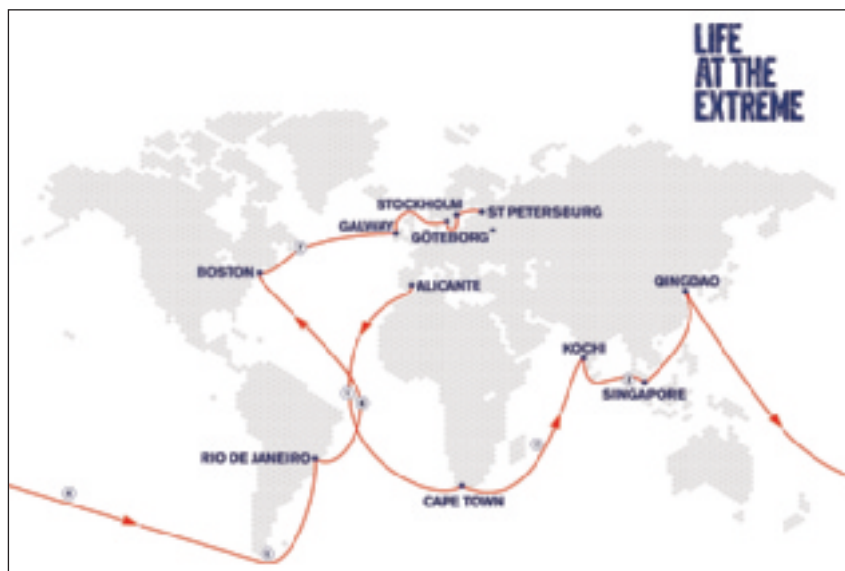 LIFE
AT THE
EXTREME
STOCKHOLM
ST PETERSBURG
GALWAY
GÖTEBORG
BOSTON
ALICANTE
QINGDAO
KOCHI
SINGAPORE
RIO DE JANEIRO
CAPE TOWN